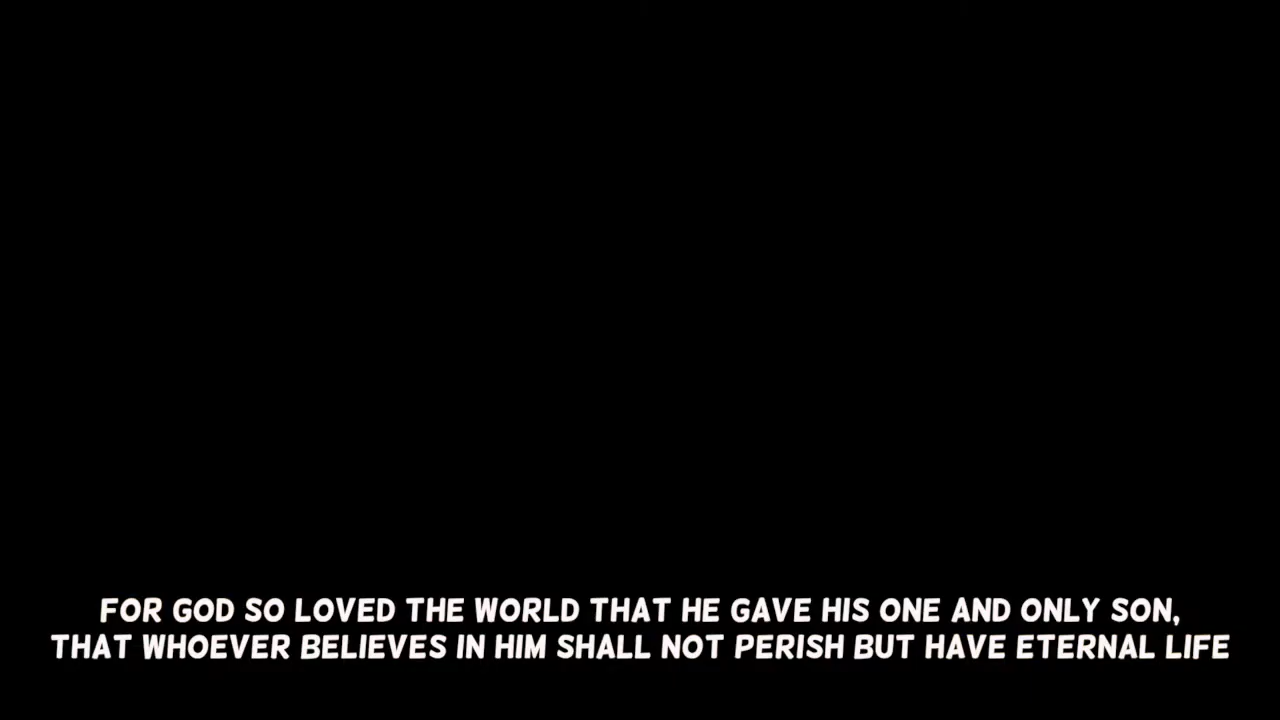 FOR GOD SO LOVED THE WORLD THAT HE GAVE HIS ONE AND ONLY SON,
THAT WHOEVER BELIEVES IN HIM SHALL NOT PERISH BUT HAVE ETERNAL LIFE